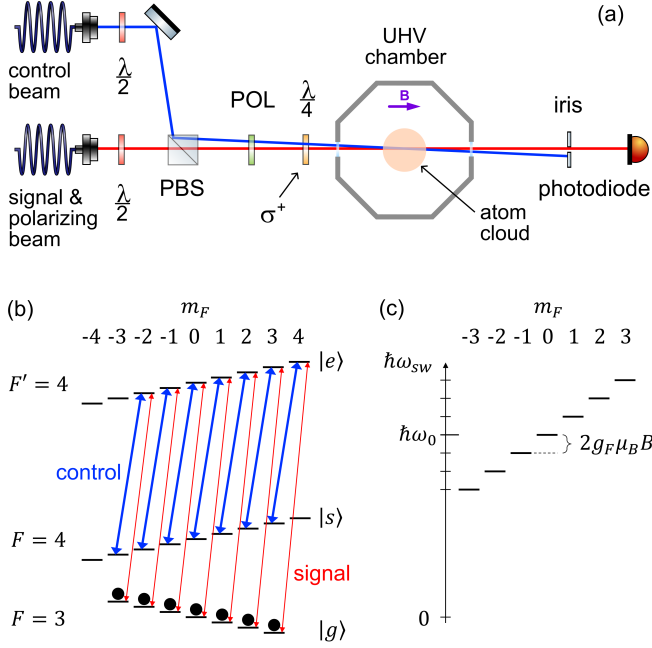 (a)
UHV
chamber
control
beam
λ/2
POL
λ/4
B
iris
PBS
σ⁺
signal &
polarizing
beam
λ/2
atom
cloud
photodiode
(b)
m_F
-4 -3 -2 -1 0 1 2 3 4
|e⟩
F′ = 4
control
F = 4
|s⟩
signal
F = 3
|g⟩
(c)
m_F
-3 -2 -1 0 1 2 3
ħω_sw
ħω_0
} 2g_Fμ_BB
0